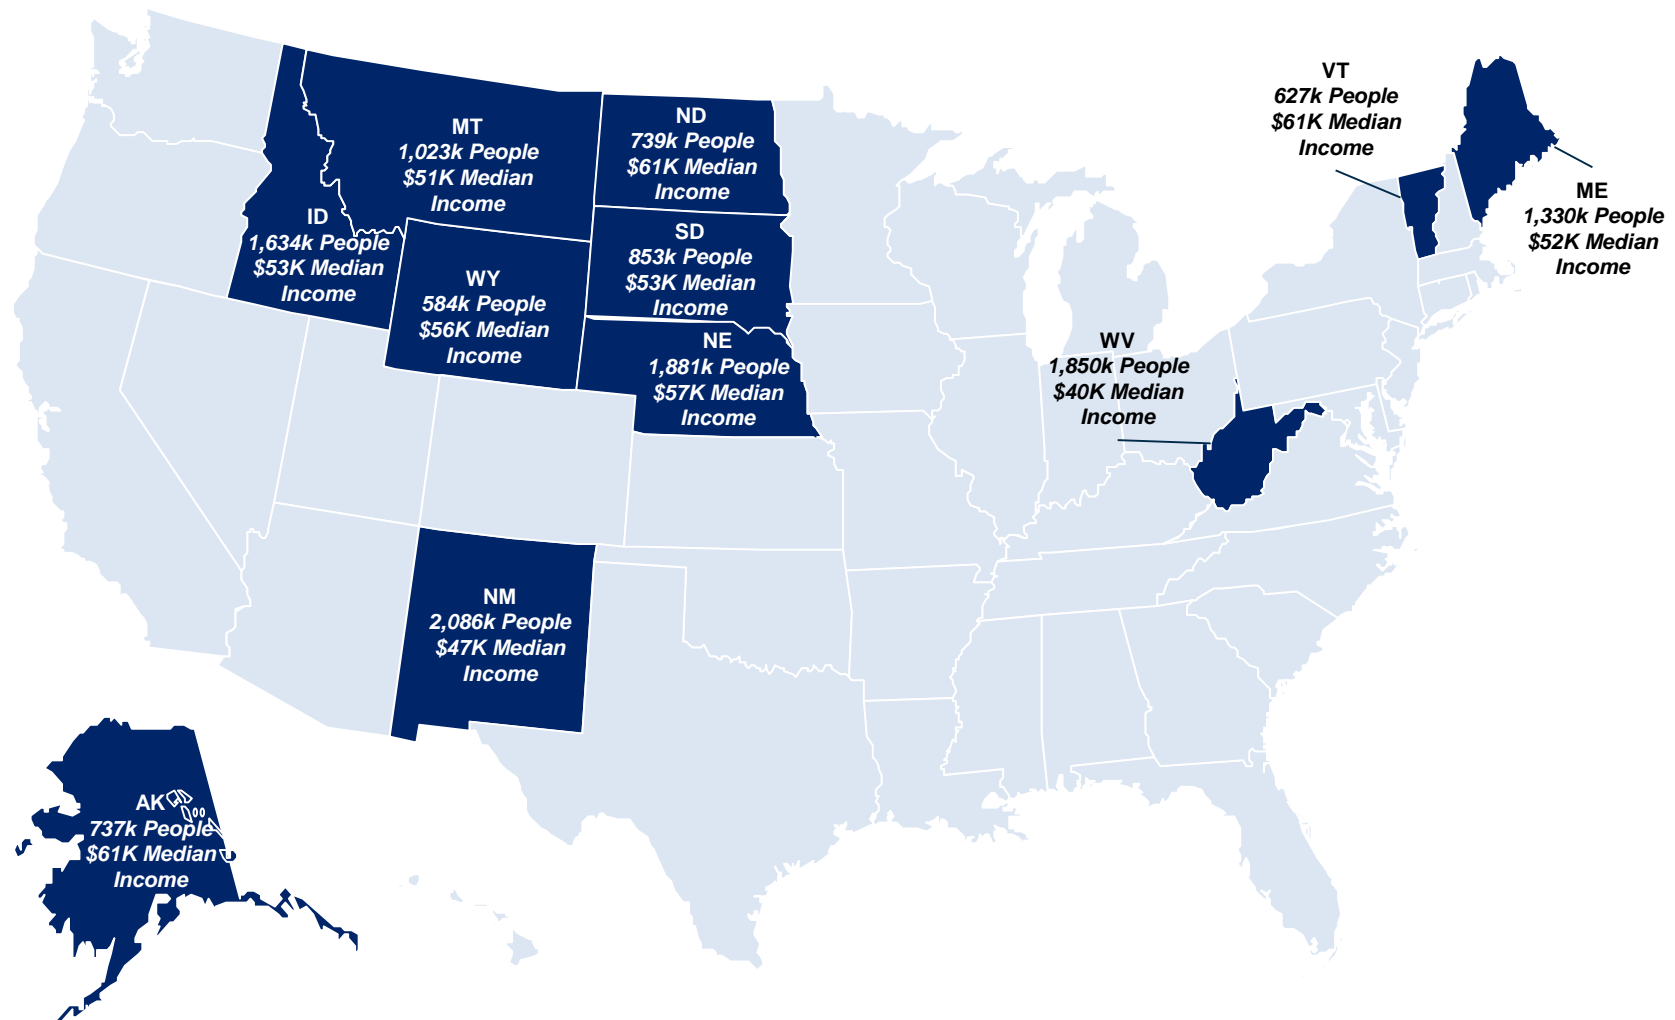 VT
627k People
$61K Median
Income
MT
1,023k People
$51K Median
Income
ND
739k People
$61K Median
Income
ME
1,330k People
$52K Median
Income
ID
1,634k People
$53K Median
Income
SD
853k People
$53K Median
Income
WY
584k People
$56K Median
Income
NE
1,881k People
$57K Median
Income
WV
1,850k People
$40K Median
Income
NM
2,086k People
$47K Median
Income
AK
737k People
$61K Median
Income